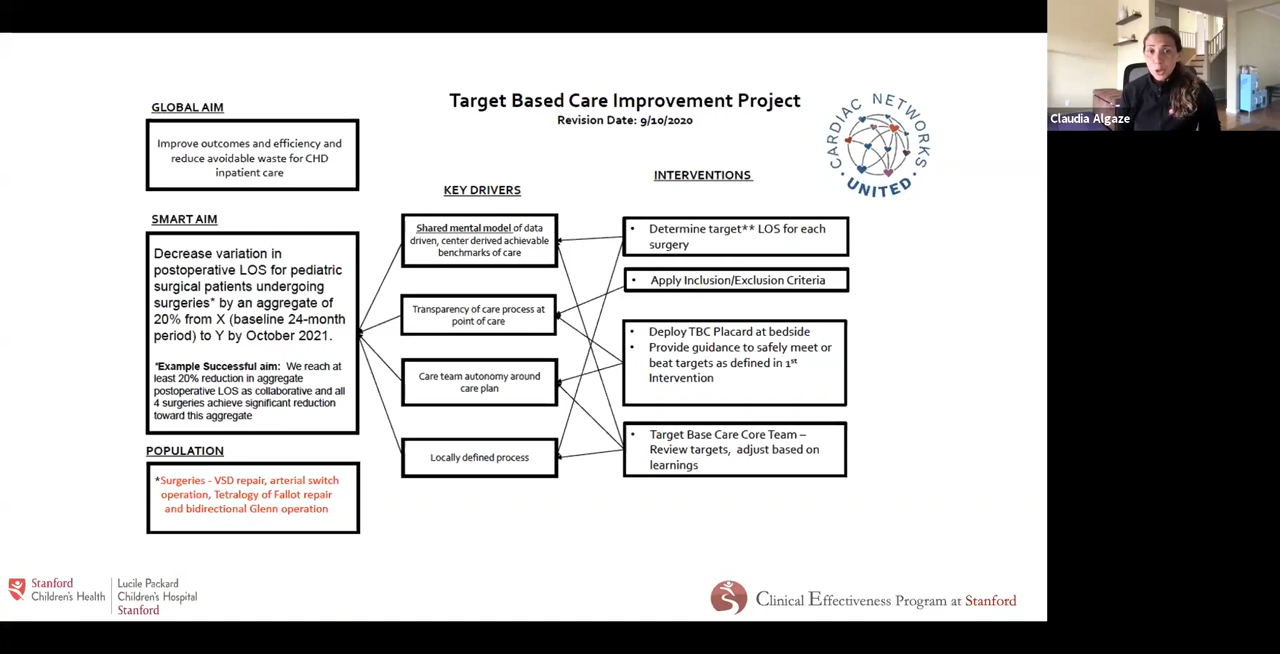 Target Based Care Improvement Project
Revision Date: 9/10/2020
CARDIAC NETWORKS
UNITED
GLOBAL AIM
Improve outcomes and efficiency and
reduce avoidable waste for CHD
inpatient care
SMART AIM
Decrease variation in
postoperative LOS for pediatric
surgical patients undergoing
surgeries* by an aggregate of
20% from X (baseline 24-month
period) to Y by October 2021.
*Example Successful aim: We reach at
least 20% reduction in aggregate
postoperative LOS as collaborative and all
4 surgeries achieve significant reduction
toward this aggregate
POPULATION
*Surgeries - VSD repair, arterial switch
operation, Tetralogy of Fallot repair
and bidirectional Glenn operation
KEY DRIVERS
Shared mental model of data
driven, center derived achievable
benchmarks of care
Transparency of care process at
point of care
Care team autonomy around
care plan
Locally defined process
INTERVENTIONS
• Determine target** LOS for each
surgery
• Apply Inclusion/Exclusion Criteria
• Deploy TBC Placard at bedside
• Provide guidance to safely meet or
beat targets as defined in 1st
Intervention
• Target Base Care Core Team –
Review targets, adjust based on
learnings
Claudia Algaze
Stanford
Children's Health
Lucile Packard
Children's Hospital
Stanford
Clinical Effectiveness Program at Stanford